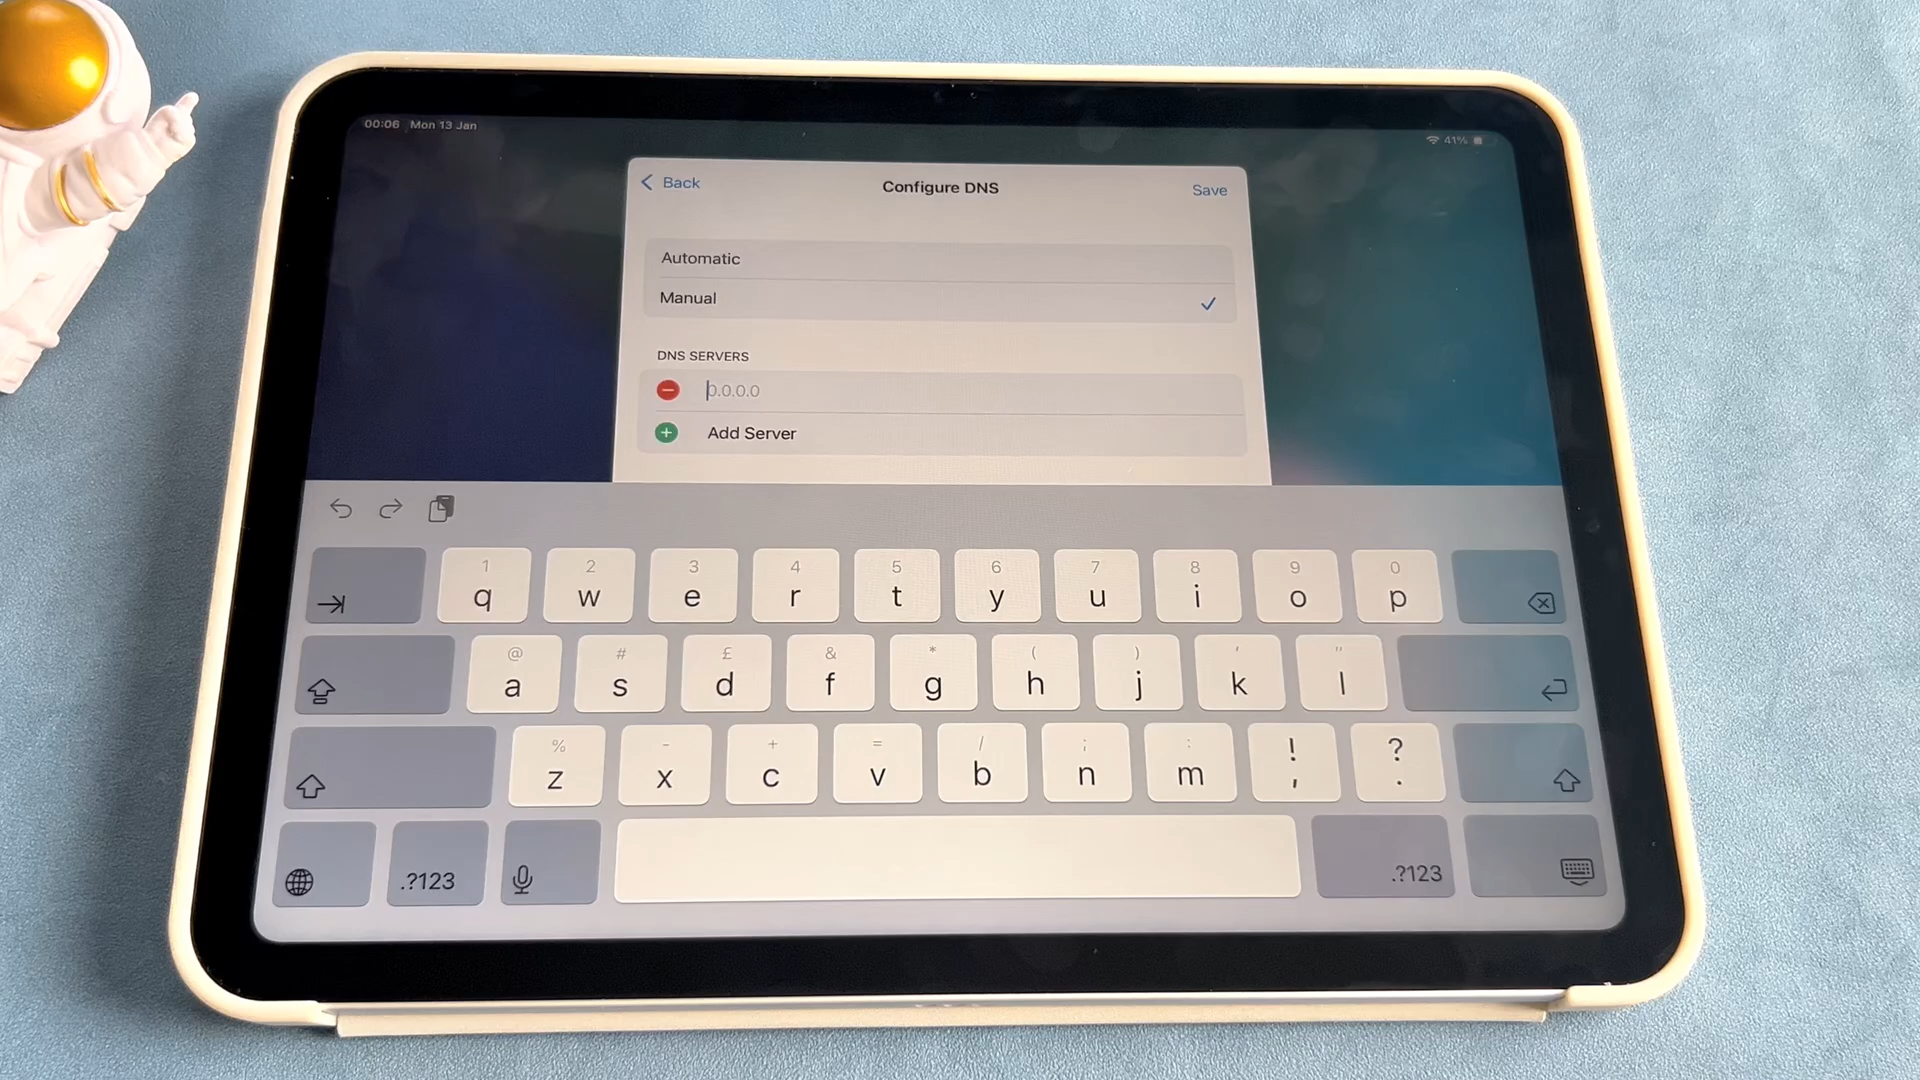 00:06 Mon 13 Jan
41%
Back Configure DNS Save
Automatic
Manual
DNS SERVERS
0.0.0.0
Add Server
1 2 3 4 5 6 7 8 9 0
q w e r t y u i o p
@ # £ & * ( ) ' "
a s d f g h j k l
% - + = / ; : ! ?
z x c v b n m , .
.?123 .?123